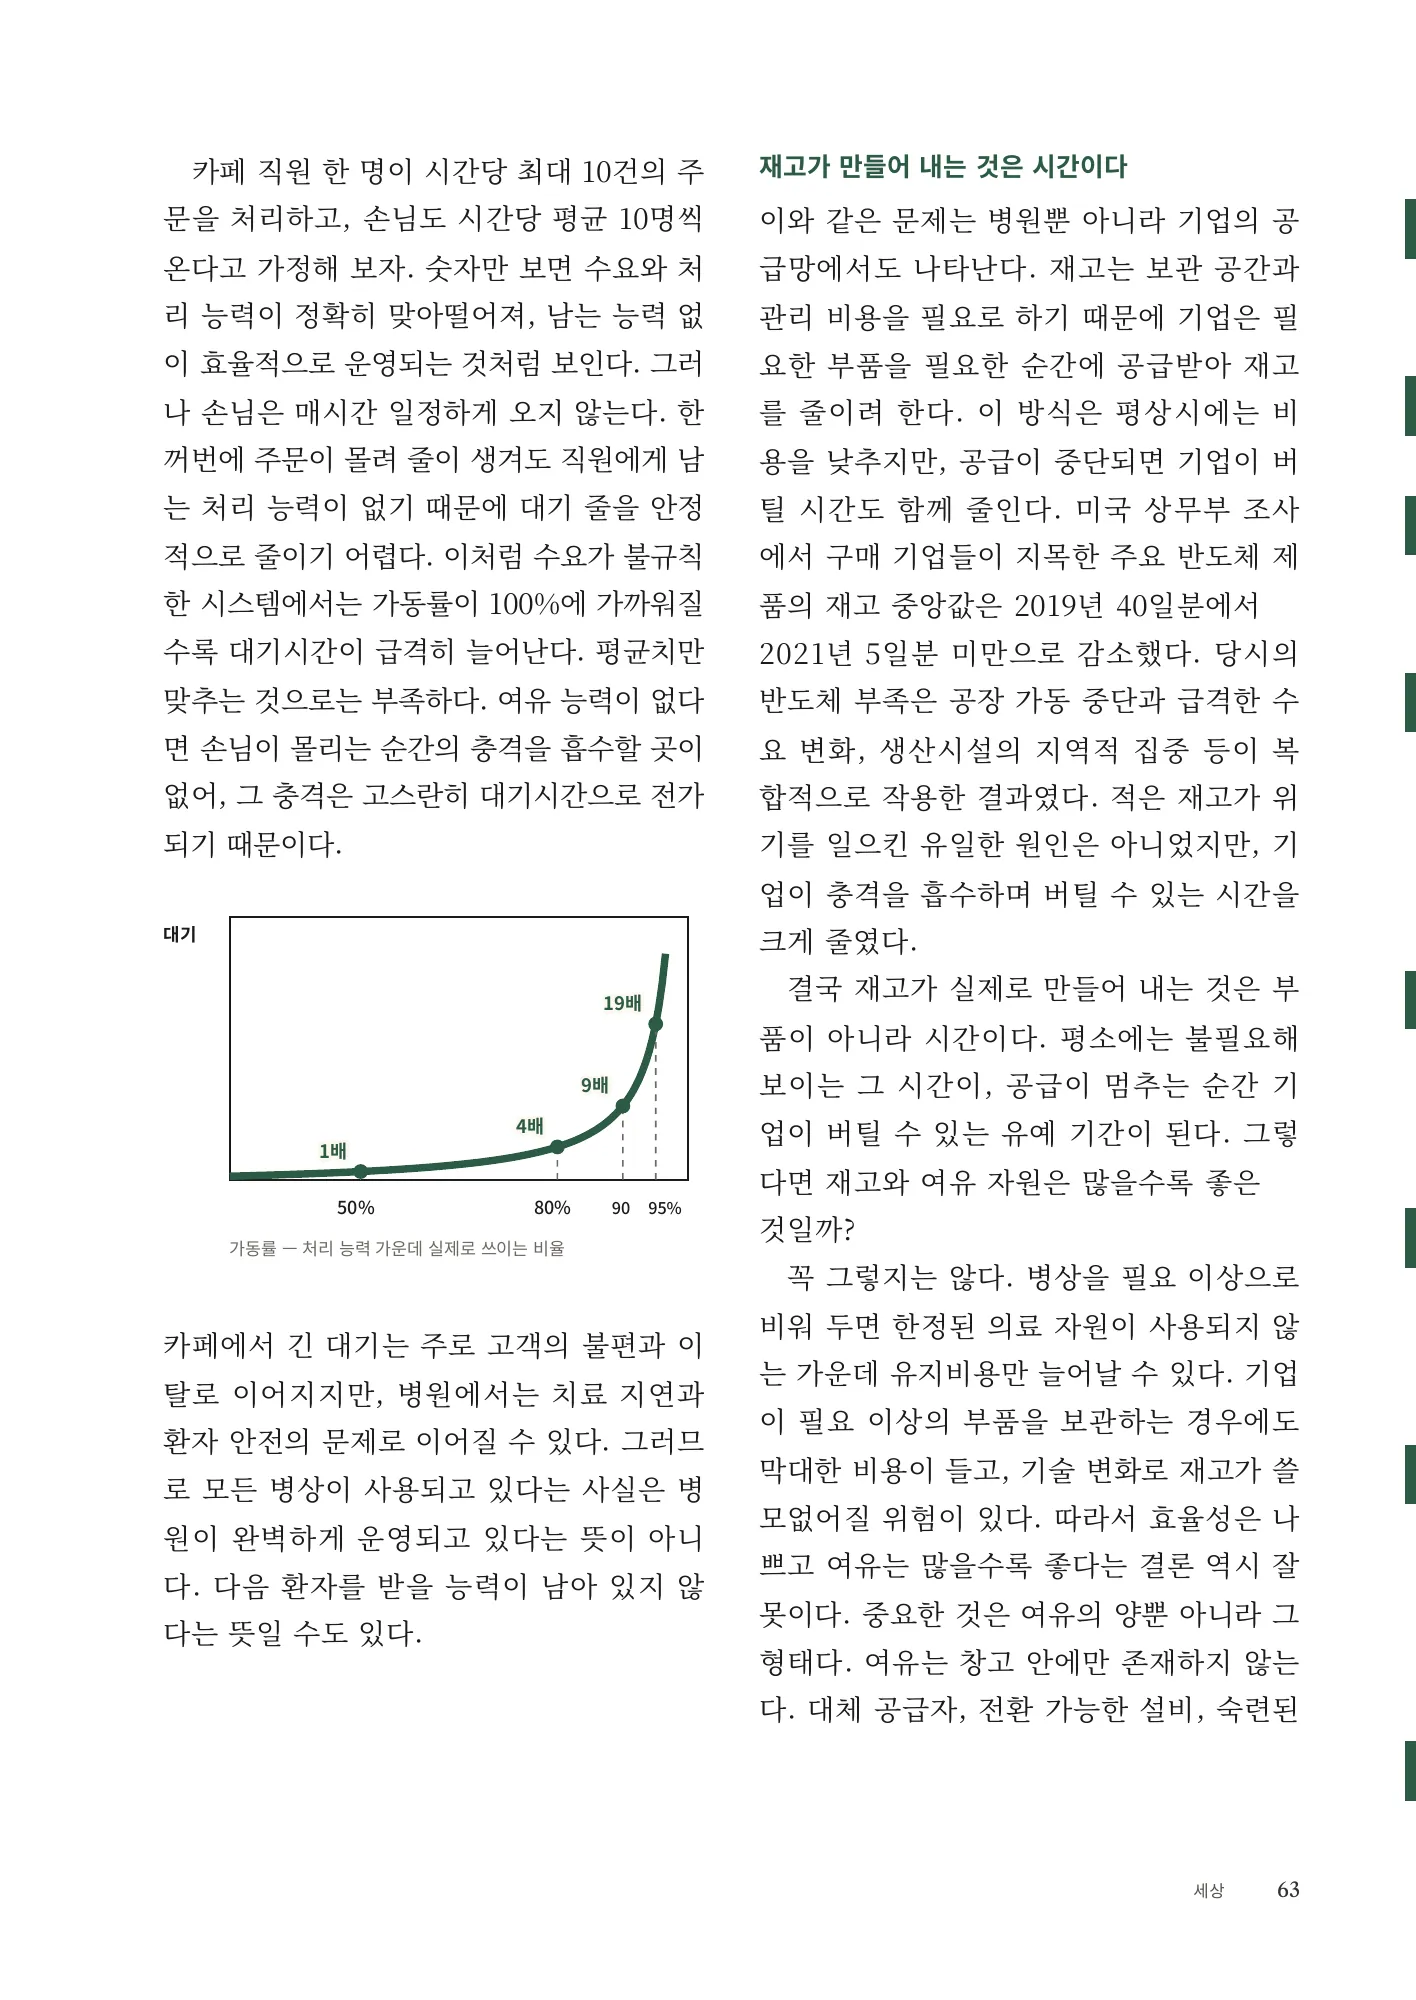 카페 직원 한 명이 시간당 최대 10건의 주
문을 처리하고, 손님도 시간당 평균 10명씩
온다고 가정해 보자. 숫자만 보면 수요와 처
리 능력이 정확히 맞아떨어져, 남는 능력 없
이 효율적으로 운영되는 것처럼 보인다. 그러
나 손님은 매시간 일정하게 오지 않는다. 한
꺼번에 주문이 몰려 줄이 생겨도 직원에게 남
는 처리 능력이 없기 때문에 대기 줄을 안정
적으로 줄이기 어렵다. 이처럼 수요가 불규칙
한 시스템에서는 가동률이 100%에 가까워질
수록 대기시간이 급격히 늘어난다. 평균치만
맞추는 것으로는 부족하다. 여유 능력이 없다
면 손님이 몰리는 순간의 충격을 흡수할 곳이
없어, 그 충격은 고스란히 대기시간으로 전가
되기 때문이다.
대기
19배
9배
4배
1배
50% 80% 90 95%
가동률 — 처리 능력 가운데 실제로 쓰이는 비율
카페에서 긴 대기는 주로 고객의 불편과 이
탈로 이어지지만, 병원에서는 치료 지연과
환자 안전의 문제로 이어질 수 있다. 그러므
로 모든 병상이 사용되고 있다는 사실은 병
원이 완벽하게 운영되고 있다는 뜻이 아니
다. 다음 환자를 받을 능력이 남아 있지 않
다는 뜻일 수도 있다.
재고가 만들어 내는 것은 시간이다
이와 같은 문제는 병원뿐 아니라 기업의 공
급망에서도 나타난다. 재고는 보관 공간과
관리 비용을 필요로 하기 때문에 기업은 필
요한 부품을 필요한 순간에 공급받아 재고
를 줄이려 한다. 이 방식은 평상시에는 비
용을 낮추지만, 공급이 중단되면 기업이 버
틸 시간도 함께 줄인다. 미국 상무부 조사
에서 구매 기업들이 지목한 주요 반도체 제
품의 재고 중앙값은 2019년 40일분에서
2021년 5일분 미만으로 감소했다. 당시의
반도체 부족은 공장 가동 중단과 급격한 수
요 변화, 생산시설의 지역적 집중 등이 복
합적으로 작용한 결과였다. 적은 재고가 위
기를 일으킨 유일한 원인은 아니었지만, 기
업이 충격을 흡수하며 버틸 수 있는 시간을
크게 줄였다.
결국 재고가 실제로 만들어 내는 것은 부
품이 아니라 시간이다. 평소에는 불필요해
보이는 그 시간이, 공급이 멈추는 순간 기
업이 버틸 수 있는 유예 기간이 된다. 그렇
다면 재고와 여유 자원은 많을수록 좋은
것일까?
꼭 그렇지는 않다. 병상을 필요 이상으로
비워 두면 한정된 의료 자원이 사용되지 않
는 가운데 유지비용만 늘어날 수 있다. 기업
이 필요 이상의 부품을 보관하는 경우에도
막대한 비용이 들고, 기술 변화로 재고가 쓸
모없어질 위험이 있다. 따라서 효율성은 나
쁘고 여유는 많을수록 좋다는 결론 역시 잘
못이다. 중요한 것은 여유의 양뿐 아니라 그
형태다. 여유는 창고 안에만 존재하지 않는
다. 대체 공급자, 전환 가능한 설비, 숙련된
세상 63